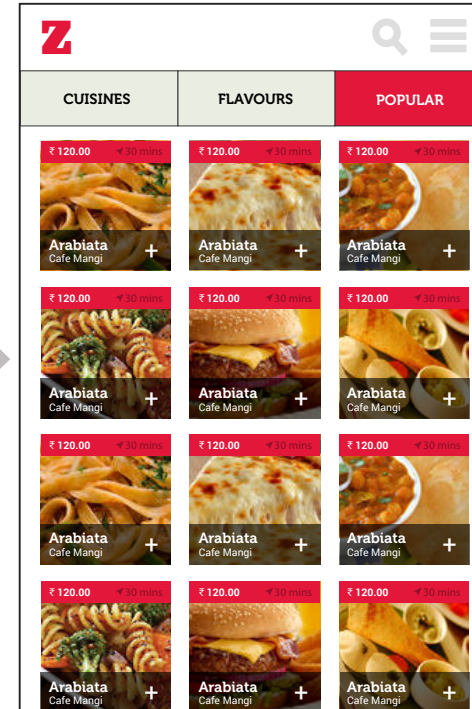 Z
CUISINES FLAVOURS POPULAR
₹ 120.00 30 mins ₹ 120.00 30 mins ₹ 120.00 30 mins
Arabiata + Arabiata + Arabiata +
Cafe Mangi Cafe Mangi Cafe Mangi
₹ 120.00 30 mins ₹ 120.00 30 mins ₹ 120.00 30 mins
Arabiata + Arabiata + Arabiata +
Cafe Mangi Cafe Mangi Cafe Mangi
₹ 120.00 30 mins ₹ 120.00 30 mins ₹ 120.00 30 mins
Arabiata + Arabiata + Arabiata +
Cafe Mangi Cafe Mangi Cafe Mangi
₹ 120.00 30 mins ₹ 120.00 30 mins ₹ 120.00 30 mins
Arabiata + Arabiata + Arabiata +
Cafe Mangi Cafe Mangi Cafe Mangi